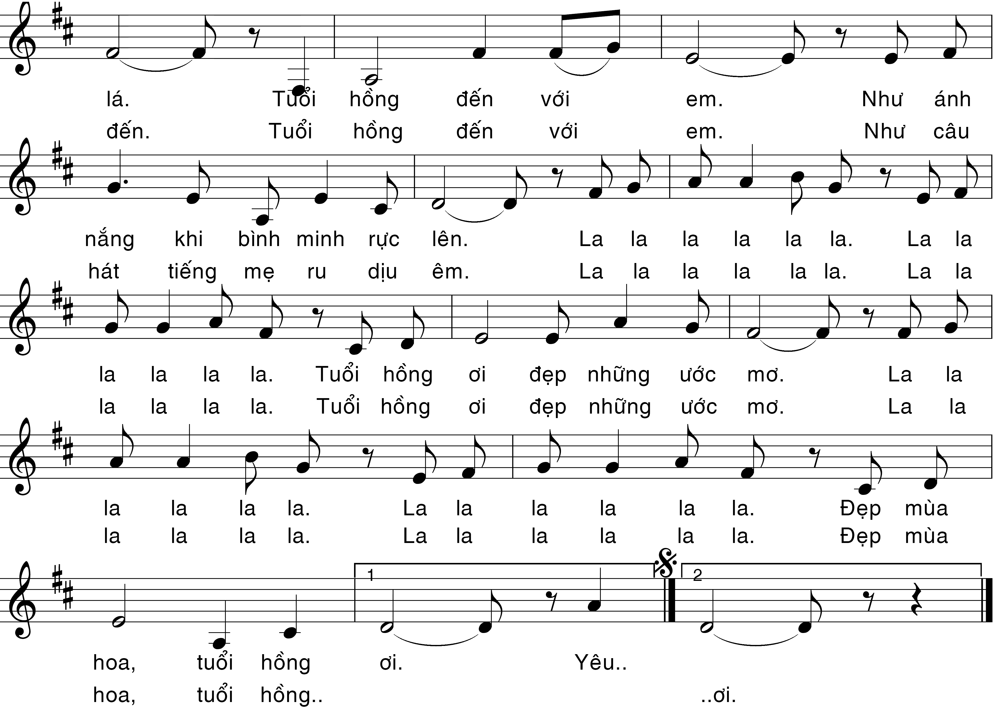 lá. Tuổi hồng đến với em. Như ánh
đến. Tuổi hồng đến với em. Như câu
nắng khi bình minh rực lên. La la la la la la. La la
hát tiếng mẹ ru dịu êm. La la la la la la. La la
la la la la. Tuổi hồng ơi đẹp những ước mơ. La la
la la la la. Tuổi hồng ơi đẹp những ước mơ. La la
la la la la. La la la la la la. Đẹp mùa
la la la la. La la la la la la. Đẹp mùa
1 2
hoa, tuổi hồng ơi. Yêu..
hoa, tuổi hồng.. ..ơi.